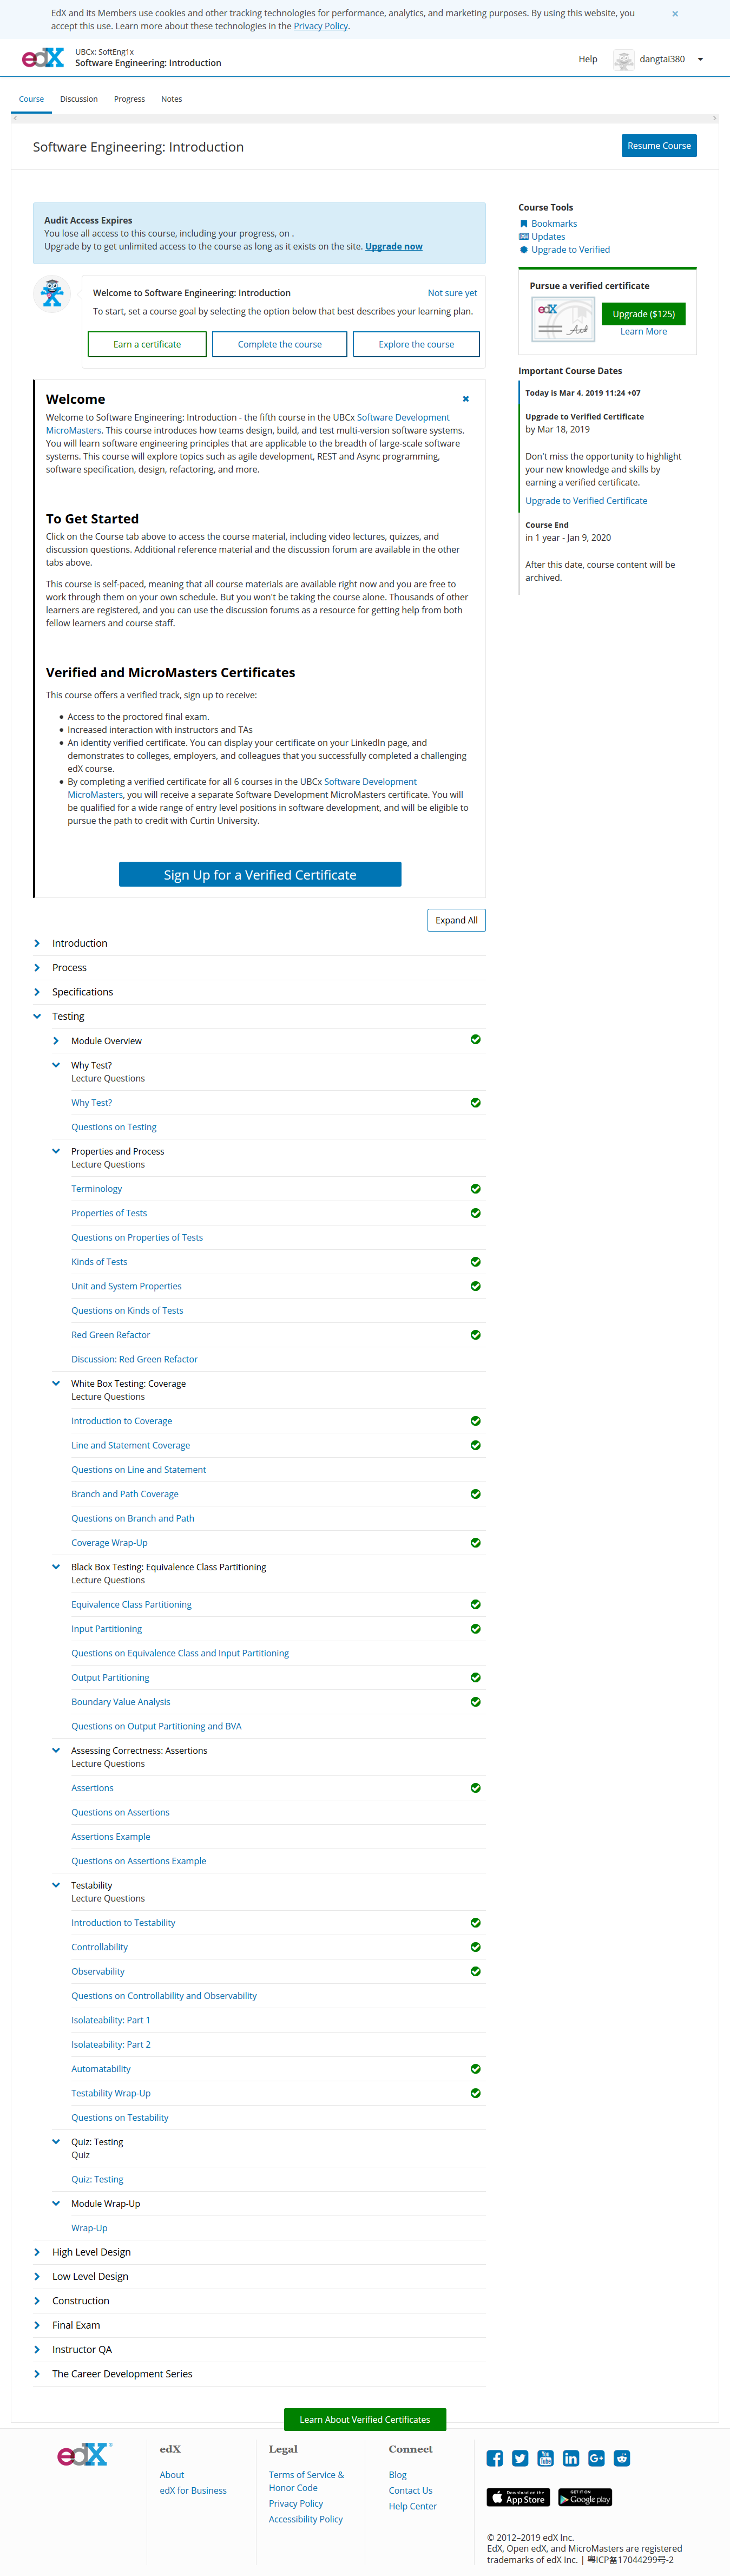 EdX and its Members use cookies and other tracking technologies for performance, analytics, and marketing purposes. By using this website, you
accept this use. Learn more about these technologies in the Privacy Policy.
edX
UBCx: SoftEng1x
Software Engineering: Introduction
Help
dangtai380
Course
Discussion
Progress
Notes
Software Engineering: Introduction
Resume Course
Audit Access Expires
You lose all access to this course, including your progress, on .
Upgrade by to get unlimited access to the course as long as it exists on the site. Upgrade now
Welcome to Software Engineering: Introduction
Not sure yet
To start, set a course goal by selecting the option below that best describes your learning plan.
Earn a certificate
Complete the course
Explore the course
Welcome
Welcome to Software Engineering: Introduction - the fifth course in the UBCx Software Development
MicroMasters. This course introduces how teams design, build, and test multi-version software systems.
You will learn software engineering principles that are applicable to the breadth of large-scale software
systems. This course will explore topics such as agile development, REST and Async programming,
software specification, design, refactoring, and more.
To Get Started
Click on the Course tab above to access the course material, including video lectures, quizzes, and
discussion questions. Additional reference material and the discussion forum are available in the other
tabs above.
This course is self-paced, meaning that all course materials are available right now and you are free to
work through them on your own schedule. But you won't be taking the course alone. Thousands of other
learners are registered, and you can use the discussion forums as a resource for getting help from both
fellow learners and course staff.
Verified and MicroMasters Certificates
This course offers a verified track, sign up to receive:
Access to the proctored final exam.
Increased interaction with instructors and TAs
An identity verified certificate. You can display your certificate on your LinkedIn page, and
demonstrates to colleges, employers, and colleagues that you successfully completed a challenging
edX course.
By completing a verified certificate for all 6 courses in the UBCx Software Development
MicroMasters, you will receive a separate Software Development MicroMasters certificate. You will
be qualified for a wide range of entry level positions in software development, and will be eligible to
pursue the path to credit with Curtin University.
Sign Up for a Verified Certificate
Course Tools
Bookmarks
Updates
Upgrade to Verified
Pursue a verified certificate
edX
Upgrade ($125)
Learn More
Important Course Dates
Today is Mar 4, 2019 11:24 +07
Upgrade to Verified Certificate
by Mar 18, 2019
Don't miss the opportunity to highlight
your new knowledge and skills by
earning a verified certificate.
Upgrade to Verified Certificate
Course End
in 1 year - Jan 9, 2020
After this date, course content will be
archived.
Expand All
Introduction
Process
Specifications
Testing
Module Overview
Why Test?
Lecture Questions
Why Test?
Questions on Testing
Properties and Process
Lecture Questions
Terminology
Properties of Tests
Questions on Properties of Tests
Kinds of Tests
Unit and System Properties
Questions on Kinds of Tests
Red Green Refactor
Discussion: Red Green Refactor
White Box Testing: Coverage
Lecture Questions
Introduction to Coverage
Line and Statement Coverage
Questions on Line and Statement
Branch and Path Coverage
Questions on Branch and Path
Coverage Wrap-Up
Black Box Testing: Equivalence Class Partitioning
Lecture Questions
Equivalence Class Partitioning
Input Partitioning
Questions on Equivalence Class and Input Partitioning
Output Partitioning
Boundary Value Analysis
Questions on Output Partitioning and BVA
Assessing Correctness: Assertions
Lecture Questions
Assertions
Questions on Assertions
Assertions Example
Questions on Assertions Example
Testability
Lecture Questions
Introduction to Testability
Controllability
Observability
Questions on Controllability and Observability
Isolateability: Part 1
Isolateability: Part 2
Automatability
Testability Wrap-Up
Questions on Testability
Quiz: Testing
Quiz
Quiz: Testing
Module Wrap-Up
Wrap-Up
High Level Design
Low Level Design
Construction
Final Exam
Instructor QA
The Career Development Series
Learn About Verified Certificates
edX
edX
About
edX for Business
Legal
Terms of Service &
Honor Code
Privacy Policy
Accessibility Policy
Connect
Blog
Contact Us
Help Center
You Tube
Download on the
App Store
GET IT ON
Google play
© 2012–2019 edX Inc.
EdX, Open edX, and MicroMasters are registered
trademarks of edX Inc. | 粤ICP备17044299号-2